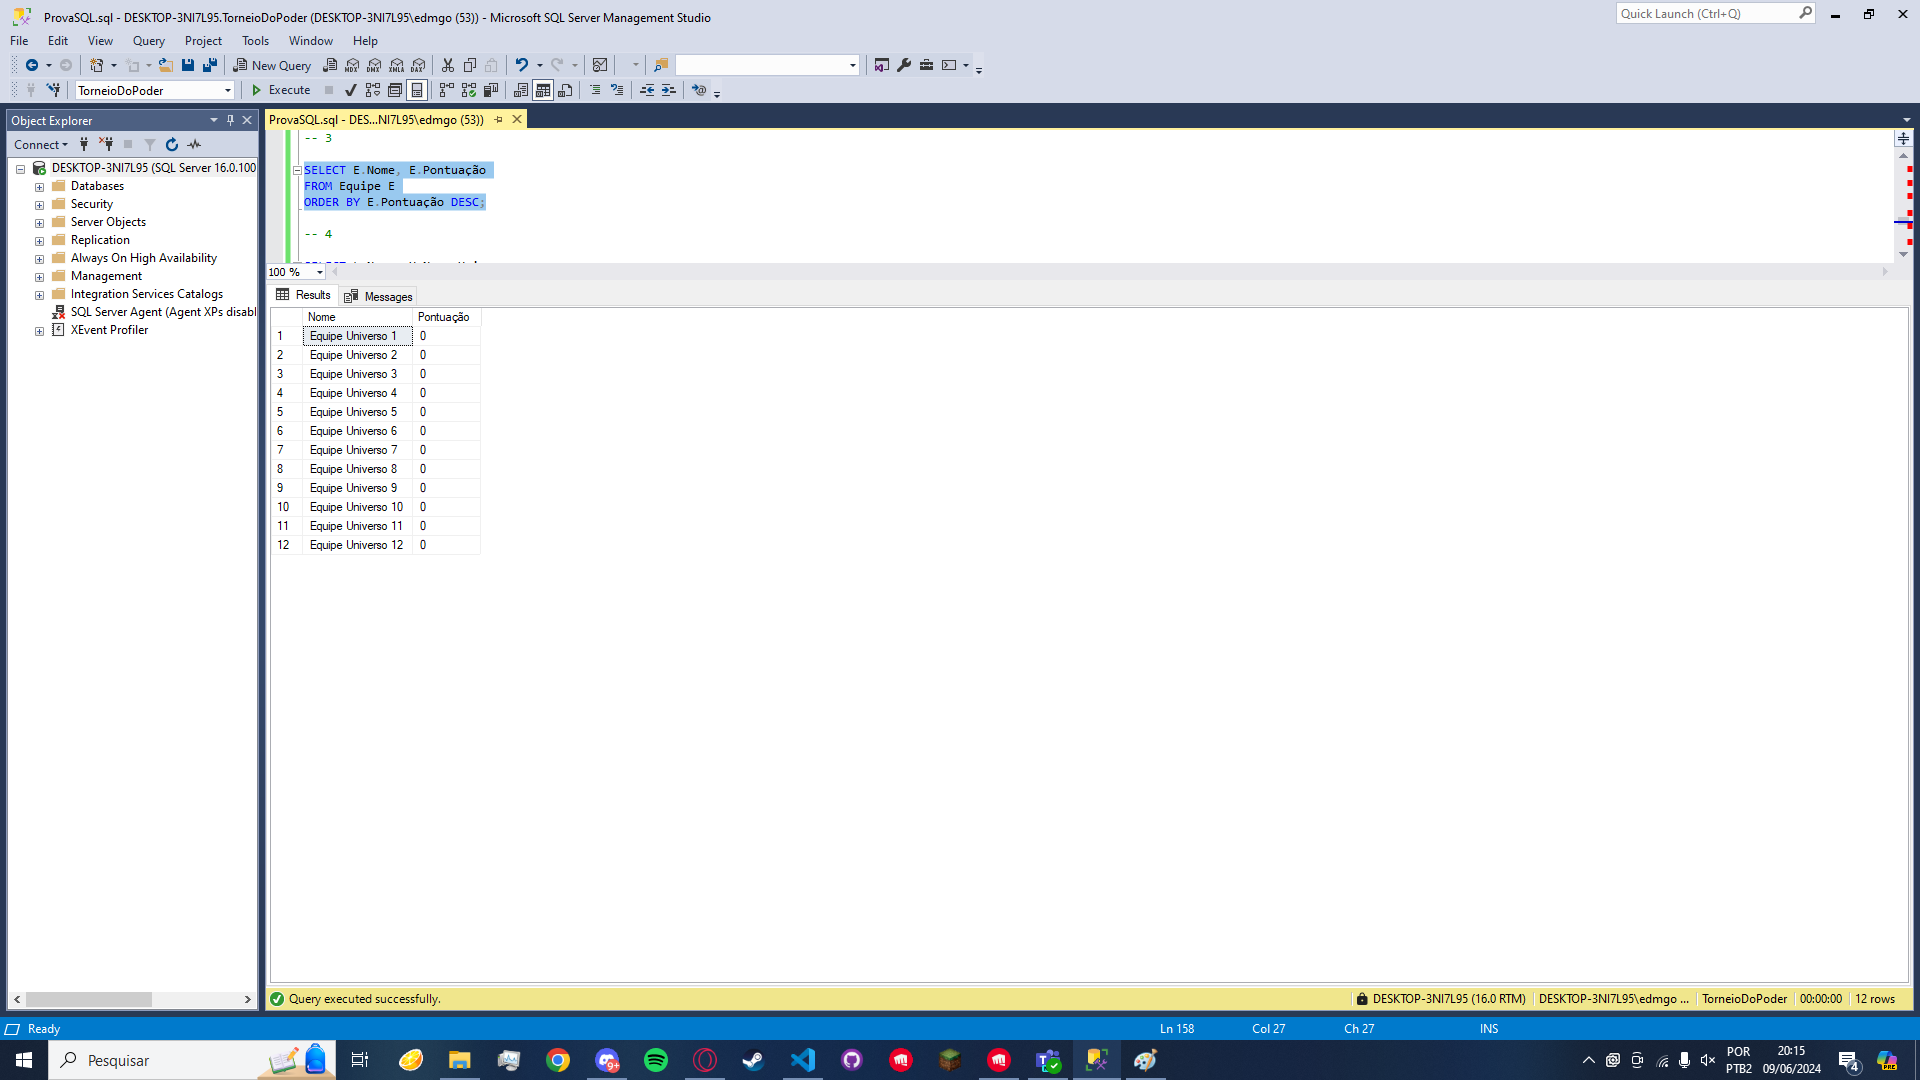 ProvaSQL.sql - DESKTOP-3NI7L95.TorneioDoPoder (DESKTOP-3NI7L95\edmgo (53)) - Microsoft SQL Server Management Studio
Quick Launch (Ctrl+Q)
File Edit View Query Project Tools Window Help
New Query
TorneioDoPoder
Execute
Object Explorer
Connect
DESKTOP-3NI7L95 (SQL Server 16.0.100
Databases
Security
Server Objects
Replication
Always On High Availability
Management
Integration Services Catalogs
SQL Server Agent (Agent XPs disabl
XEvent Profiler
ProvaSQL.sql - DES...NI7L95\edmgo (53))
-- 3
SELECT E.Nome, E.Pontuação
FROM Equipe E
ORDER BY E.Pontuação DESC;
-- 4
100 %
Results Messages
Nome Pontuação
1 Equipe Universo 1 0
2 Equipe Universo 2 0
3 Equipe Universo 3 0
4 Equipe Universo 4 0
5 Equipe Universo 5 0
6 Equipe Universo 6 0
7 Equipe Universo 7 0
8 Equipe Universo 8 0
9 Equipe Universo 9 0
10 Equipe Universo 10 0
11 Equipe Universo 11 0
12 Equipe Universo 12 0
Query executed successfully.
DESKTOP-3NI7L95 (16.0 RTM) DESKTOP-3NI7L95\edmgo ... TorneioDoPoder 00:00:00 12 rows
Ready
Ln 158 Col 27 Ch 27 INS
Pesquisar
POR
PTB2
20:15
09/06/2024
4